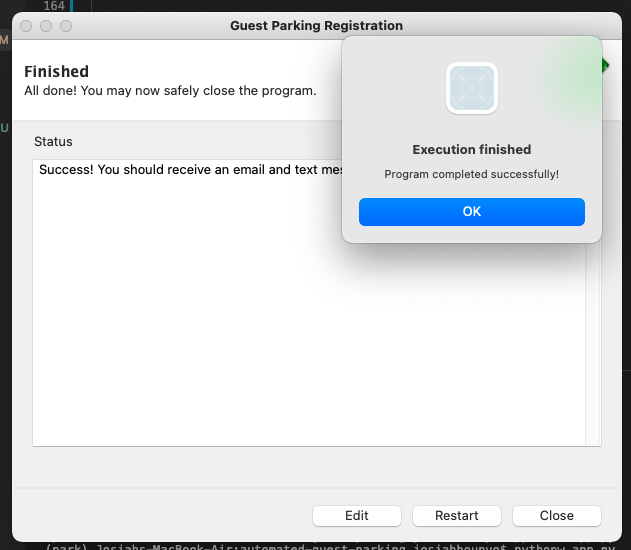 164
Guest Parking Registration
M
Finished
All done! You may now safely close the program.
U
Status
Success! You should receive an email and text
Execution finished
Program completed successfully!
OK
Edit
Restart
Close
(park) Josiahs-MacBook-Air:automated-guest-parking josiahhounyo$ pythonw app.py